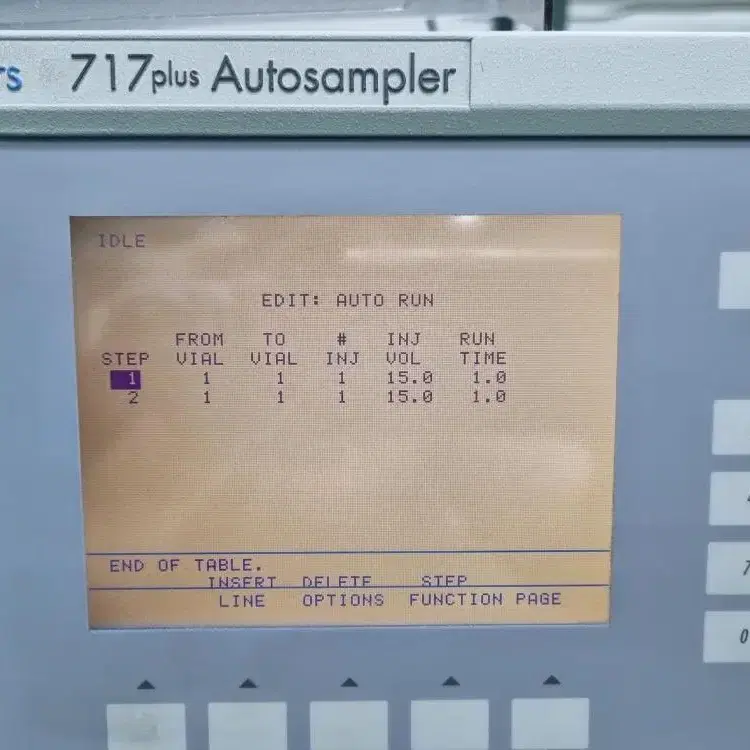 rs 717plus Autosampler
IDLE
EDIT: AUTO RUN
FROM TO # INJ RUN
STEP VIAL VIAL INJ VOL TIME
1 1 1 1 15.0 1.0
2 1 1 1 15.0 1.0
END OF TABLE.
INSERT DELETE STEP
LINE OPTIONS FUNCTION PAGE
7
0